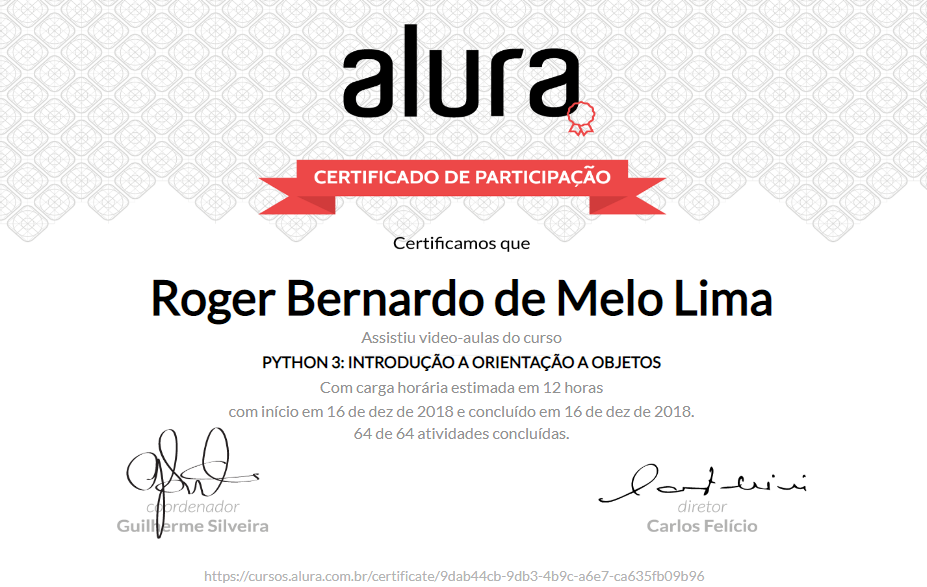 alura
CERTIFICADO DE PARTICIPAÇÃO
Certificamos que
Roger Bernardo de Melo Lima
Assistiu video-aulas do curso
PYTHON 3: INTRODUÇÃO A ORIENTAÇÃO A OBJETOS
Com carga horária estimada em 12 horas
com início em 16 de dez de 2018 e concluído em 16 de dez de 2018.
64 de 64 atividades concluídas.
coordenador
Guilherme Silveira
diretor
Carlos Felício
https://cursos.alura.com.br/certificate/9dab44cb-9db3-4b9c-a6e7-ca635fb09b96